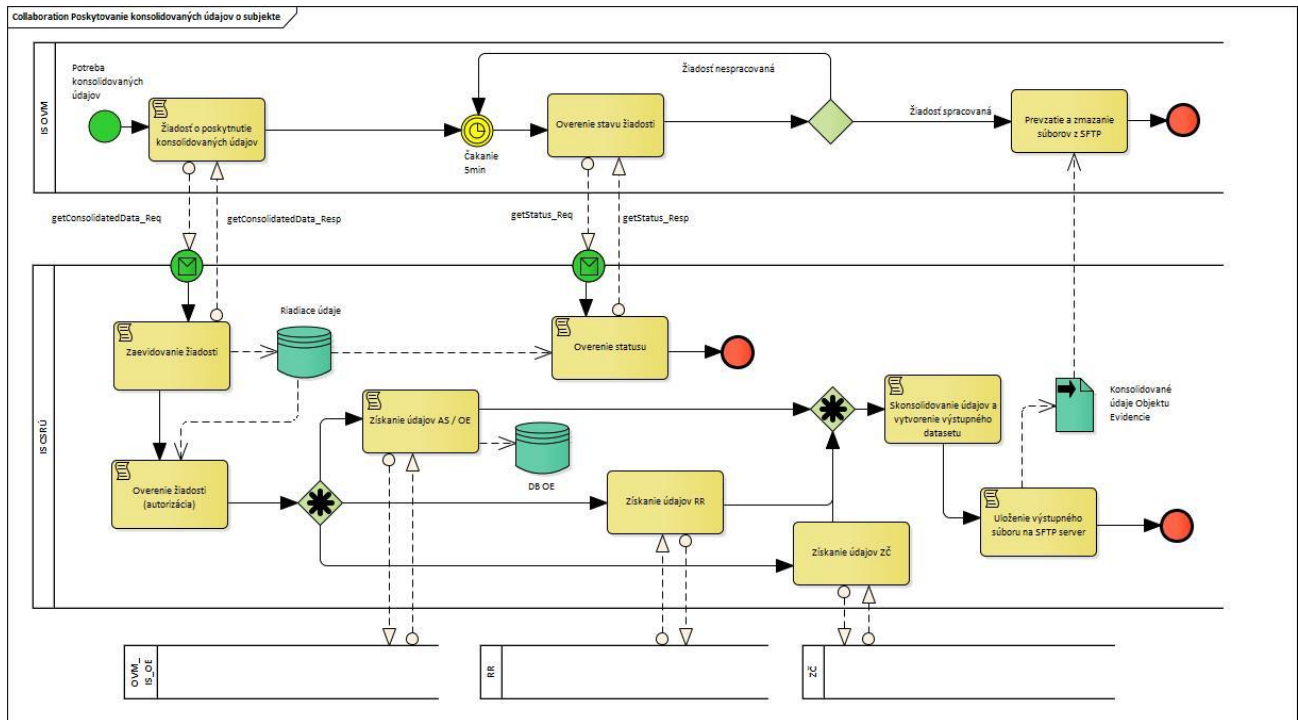 Collaboration Poskytovanie konsolidovaných údajov o subjekte
IS OVM
Potreba
konsolidovaných
údajov
Žiadosť o poskytnutie
konsolidovaných údajov
Čakanie
5min
Overenie stavu žiadosti
Žiadosť nespracovaná
Žiadosť spracovaná
Prevzatie a zmazanie
súborov z SFTP
getConsolidatedData_Req
getConsolidatedData_Resp
getStatus_Req
getStatus_Resp
IS CSRÚ
Zaevidovanie žiadosti
Riadiace údaje
Overenie statusu
Overenie žiadosti
(autorizácia)
Získanie údajov AS / OE
DB OE
Získanie údajov RR
Získanie údajov ZČ
Skonsolidovanie údajov a
vytvorenie výstupného
datasetu
Konsolidované
údaje Objektu
Evidencie
Uloženie výstupného
súboru na SFTP server
OVM_
IS_OE
RR
ZČ